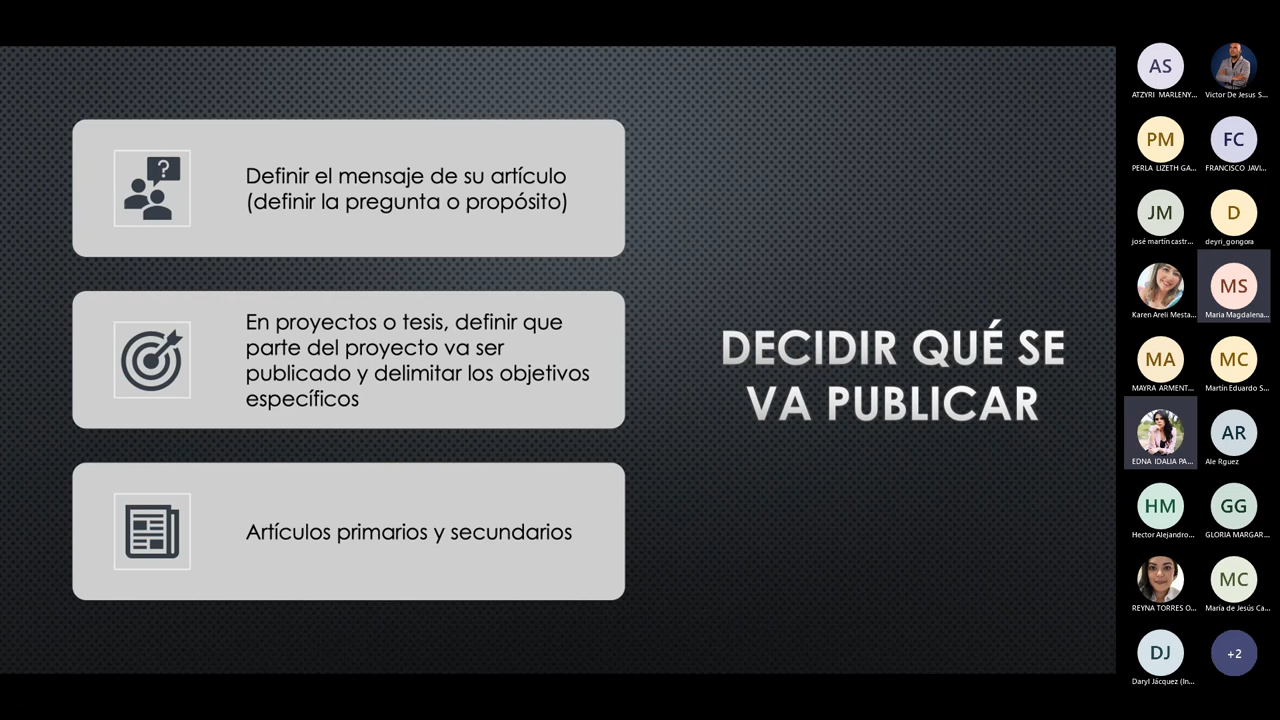 Definir el mensaje de su artículo
(definir la pregunta o propósito)
En proyectos o tesis, definir que
parte del proyecto va ser
publicado y delimitar los objetivos
específicos
Artículos primarios y secundarios
DECIDIR QUÉ SE
VA PUBLICAR
AS
ATZYRI MARLENY...
Victor De Jesus S...
PM
PERLA LIZETH GA...
FC
FRANCISCO JAVI...
JM
josé martín castr...
D
deyri_gongora
Karen Areli Mesta...
MS
Maria Magdalena...
MA
MAYRA ARMENT...
MC
Martín Eduardo S...
EDNA IDALIA PA...
AR
Ale Rguez
HM
Hector Alejandro...
GG
GLORIA MARGAR...
REYNA TORRES O...
MC
María de Jesús Ca...
DJ
Daryl Jácquez (In...
+2